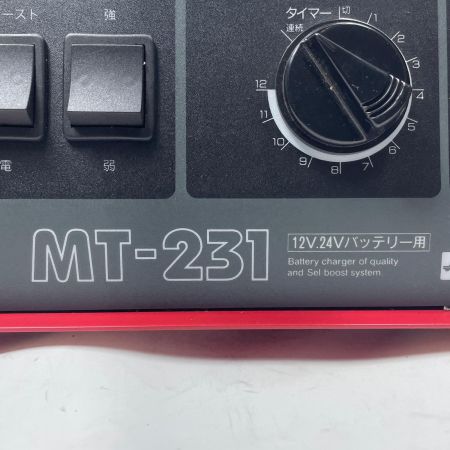 ースト
強
電
弱
タイマー
切
連続
1
2
3
4
5
6
7
8
9
10
11
12
MT-231
12V.24Vバッテリー用
Battery charger of quality
and Sel boost system.